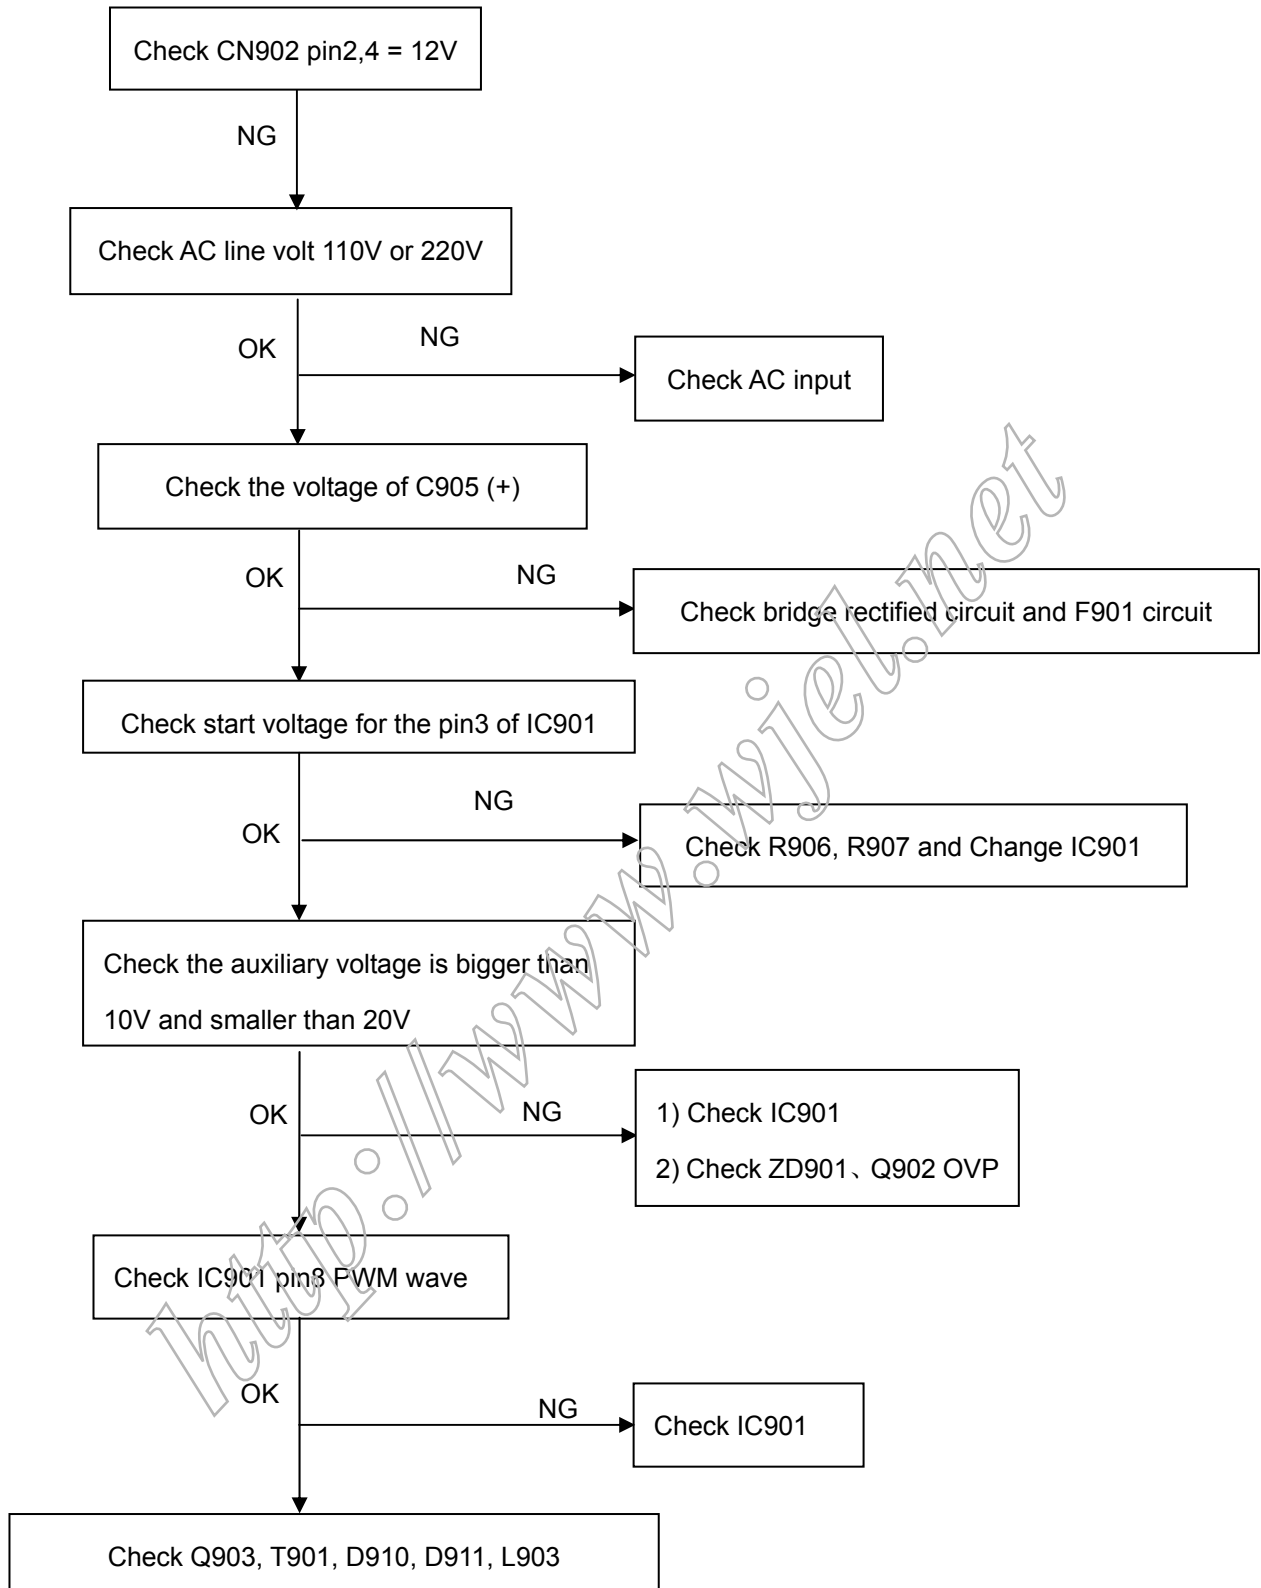 Check CN902 pin2,4 = 12V
NG
Check AC line volt 110V or 220V
OK
NG
Check AC input
Check the voltage of C905 (+)
OK
NG
Check bridge rectified circuit and F901 circuit
Check start voltage for the pin3 of IC901
NG
OK
Check R906, R907 and Change IC901
Check the auxiliary voltage is bigger than
10V and smaller than 20V
OK
NG
1) Check IC901
2) Check ZD901、Q902 OVP
Check IC901 pin8 PWM wave
OK
NG
Check IC901
Check Q903, T901, D910, D911, L903
http://www.wjel.net